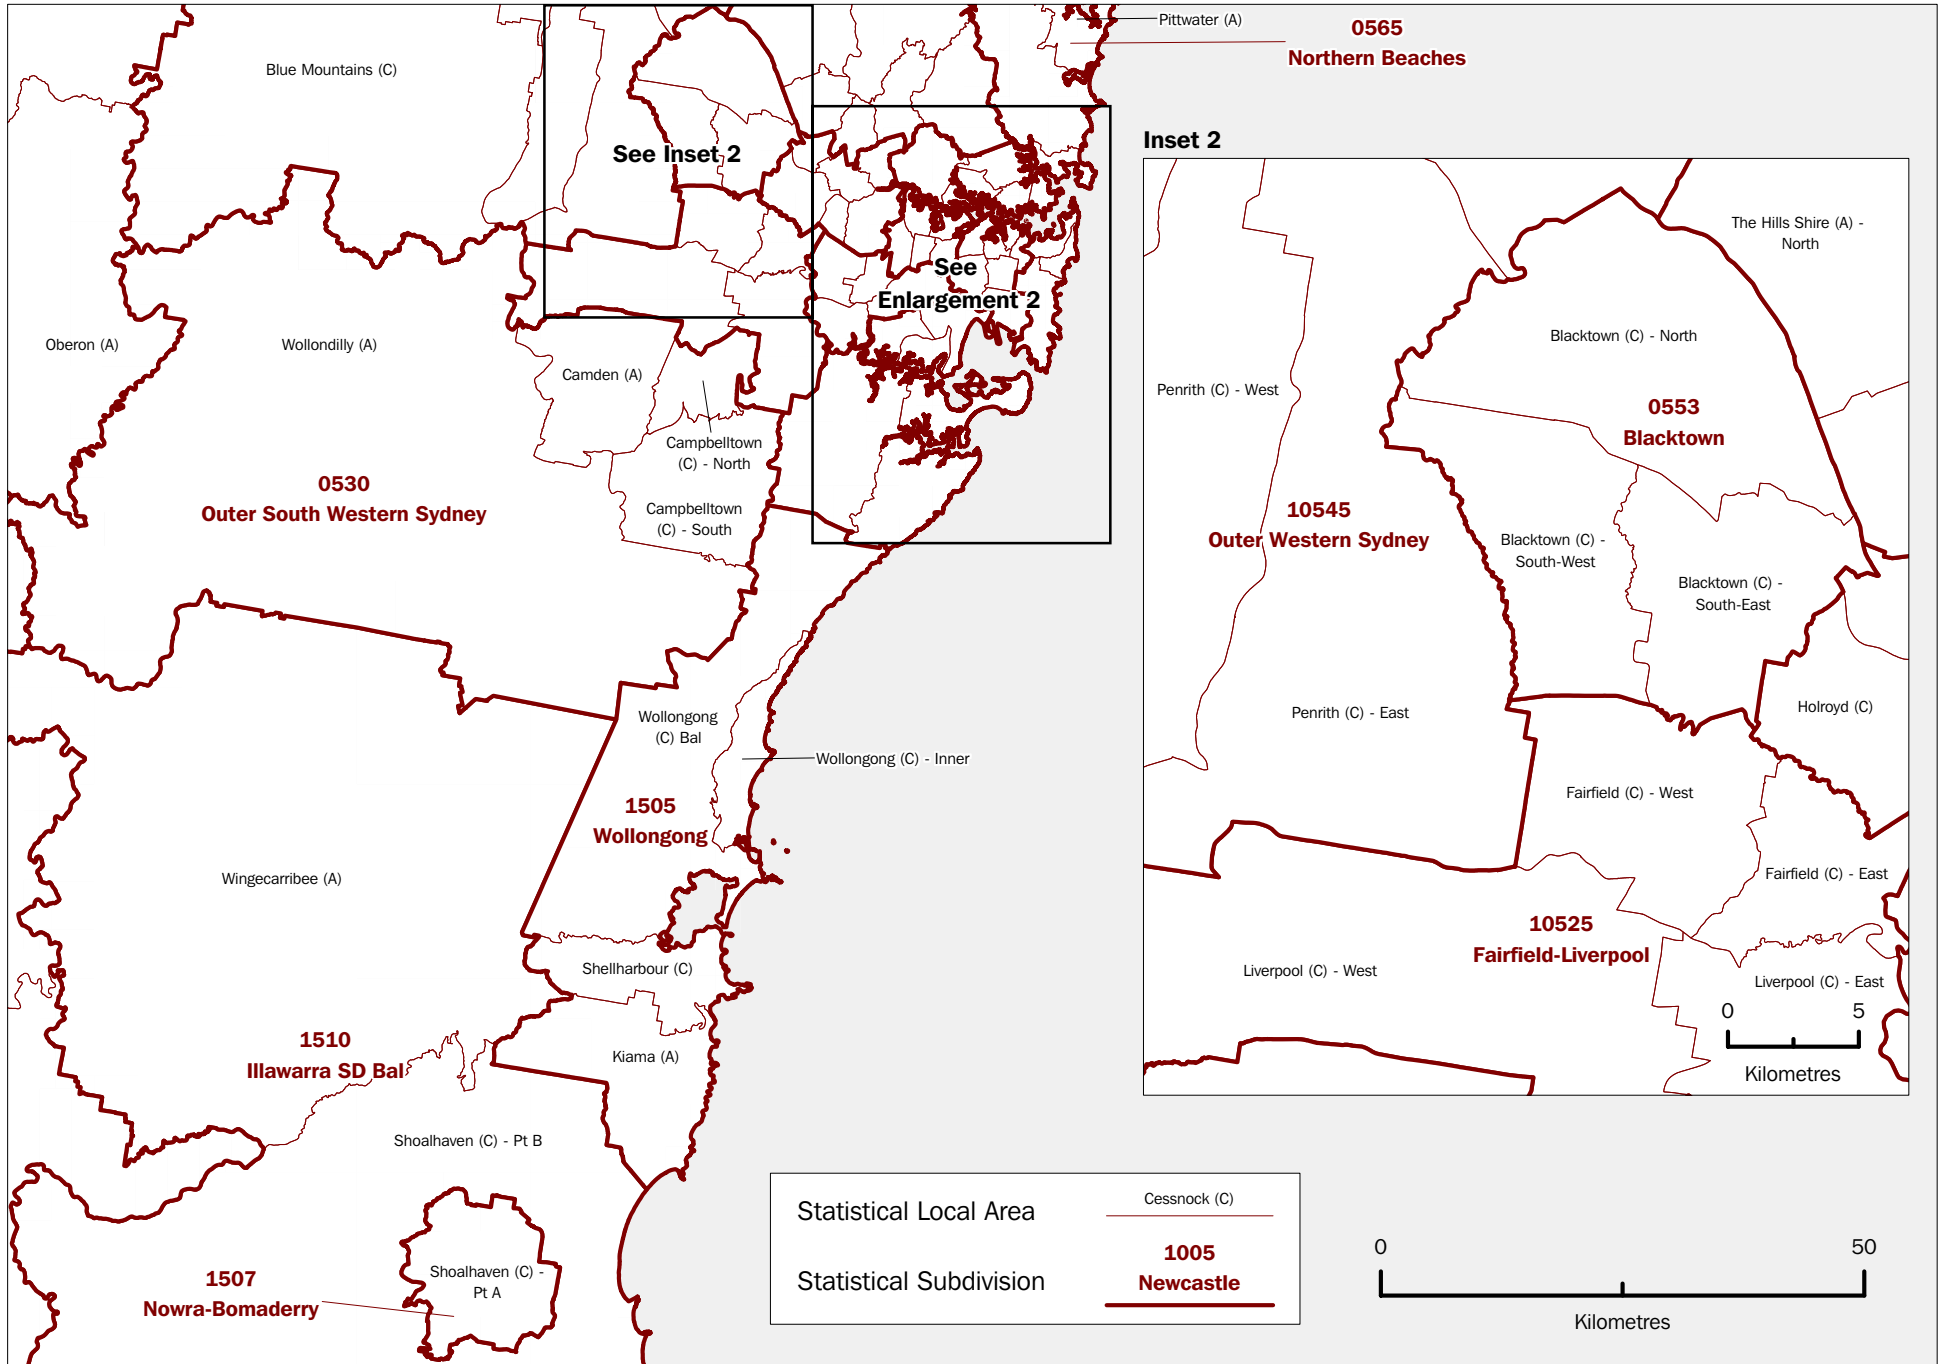 Pittwater (A)
0565
Northern Beaches
Blue Mountains (C)
See Inset 2
Inset 2
The Hills Shire (A) -
North
See
Enlargement 2
Oberon (A)
Wollondilly (A)
Camden (A)
Campbelltown
(C) - North
0530
Outer South Western Sydney
Campbelltown
(C) - South
Blacktown (C) - North
Penrith (C) - West
0553
Blacktown
10545
Outer Western Sydney
Blacktown (C) -
South-West
Blacktown (C) -
South-East
Penrith (C) - East
Holroyd (C)
Fairfield (C) - West
Fairfield (C) - East
10525
Fairfield-Liverpool
Liverpool (C) - West
Liverpool (C) - East
0 5
Kilometres
Wollongong
(C) Bal
Wollongong (C) - Inner
1505
Wollongong
Wingecarribee (A)
Shellharbour (C)
1510
Illawarra SD Bal
Kiama (A)
Shoalhaven (C) - Pt B
Shoalhaven (C) -
Pt A
1507
Nowra-Bomaderry
Statistical Local Area
Cessnock (C)
Statistical Subdivision
1005
Newcastle
0 50
Kilometres